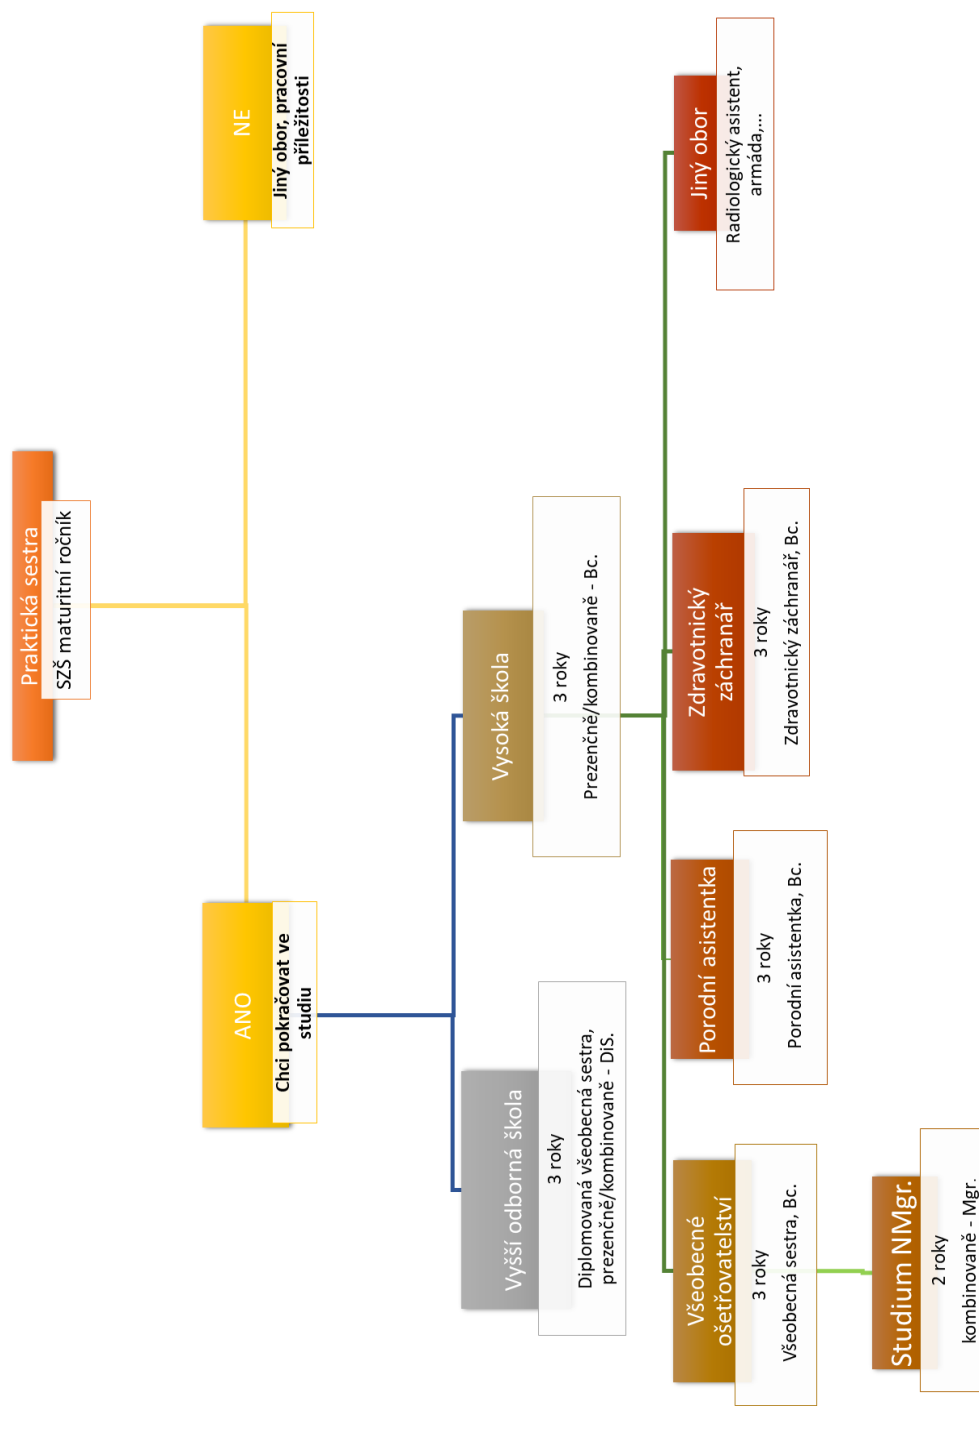 Praktická sestra
SZŠ maturitní ročník
ANO
Chci pokračovat ve
studiu
NE
Jiný obor, pracovní
příležitosti
Vyšší odborná škola
3 roky
Diplomovaná všeobecná sestra,
prezenčně/kombinovaně - DiS.
Vysoká škola
3 roky
Prezenčně/kombinovaně - Bc.
Všeobecné
ošetřovatelství
3 roky
Všeobecná sestra, Bc.
Porodní asistentka
3 roky
Porodní asistentka, Bc.
Zdravotnický
záchranář
3 roky
Zdravotnický záchranář, Bc.
Jiný obor
Radiologický asistent,
armáda,...
Studium NMgr.
2 roky
kombinovaně - Mgr.